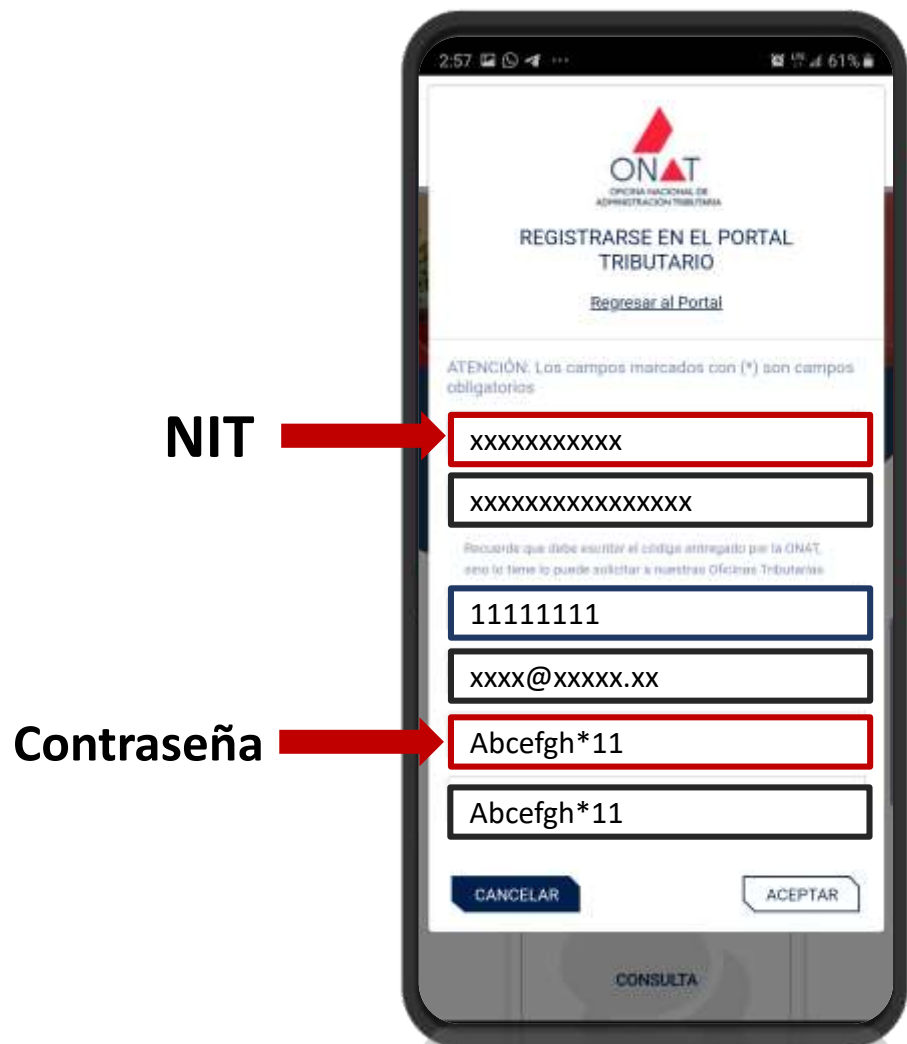 2:57 ... 61%
ONAT
OFICINA NACIONAL DE
ADMINISTRACIÓN TRIBUTARIA
REGISTRARSE EN EL PORTAL
TRIBUTARIO
Regresar al Portal
ATENCIÓN: Los campos marcados con (*) son campos
obligatorios
NIT
xxxxxxxxxxx
xxxxxxxxxxxxxxxx
Recuerde que debe escribir el código entregado por la ONAT,
sino lo tiene lo puede solicitar a nuestras Oficinas Tributarias
11111111
xxxx@xxxxx.xx
Contraseña
Abcefgh*11
Abcefgh*11
CANCELAR
ACEPTAR
CONSULTA